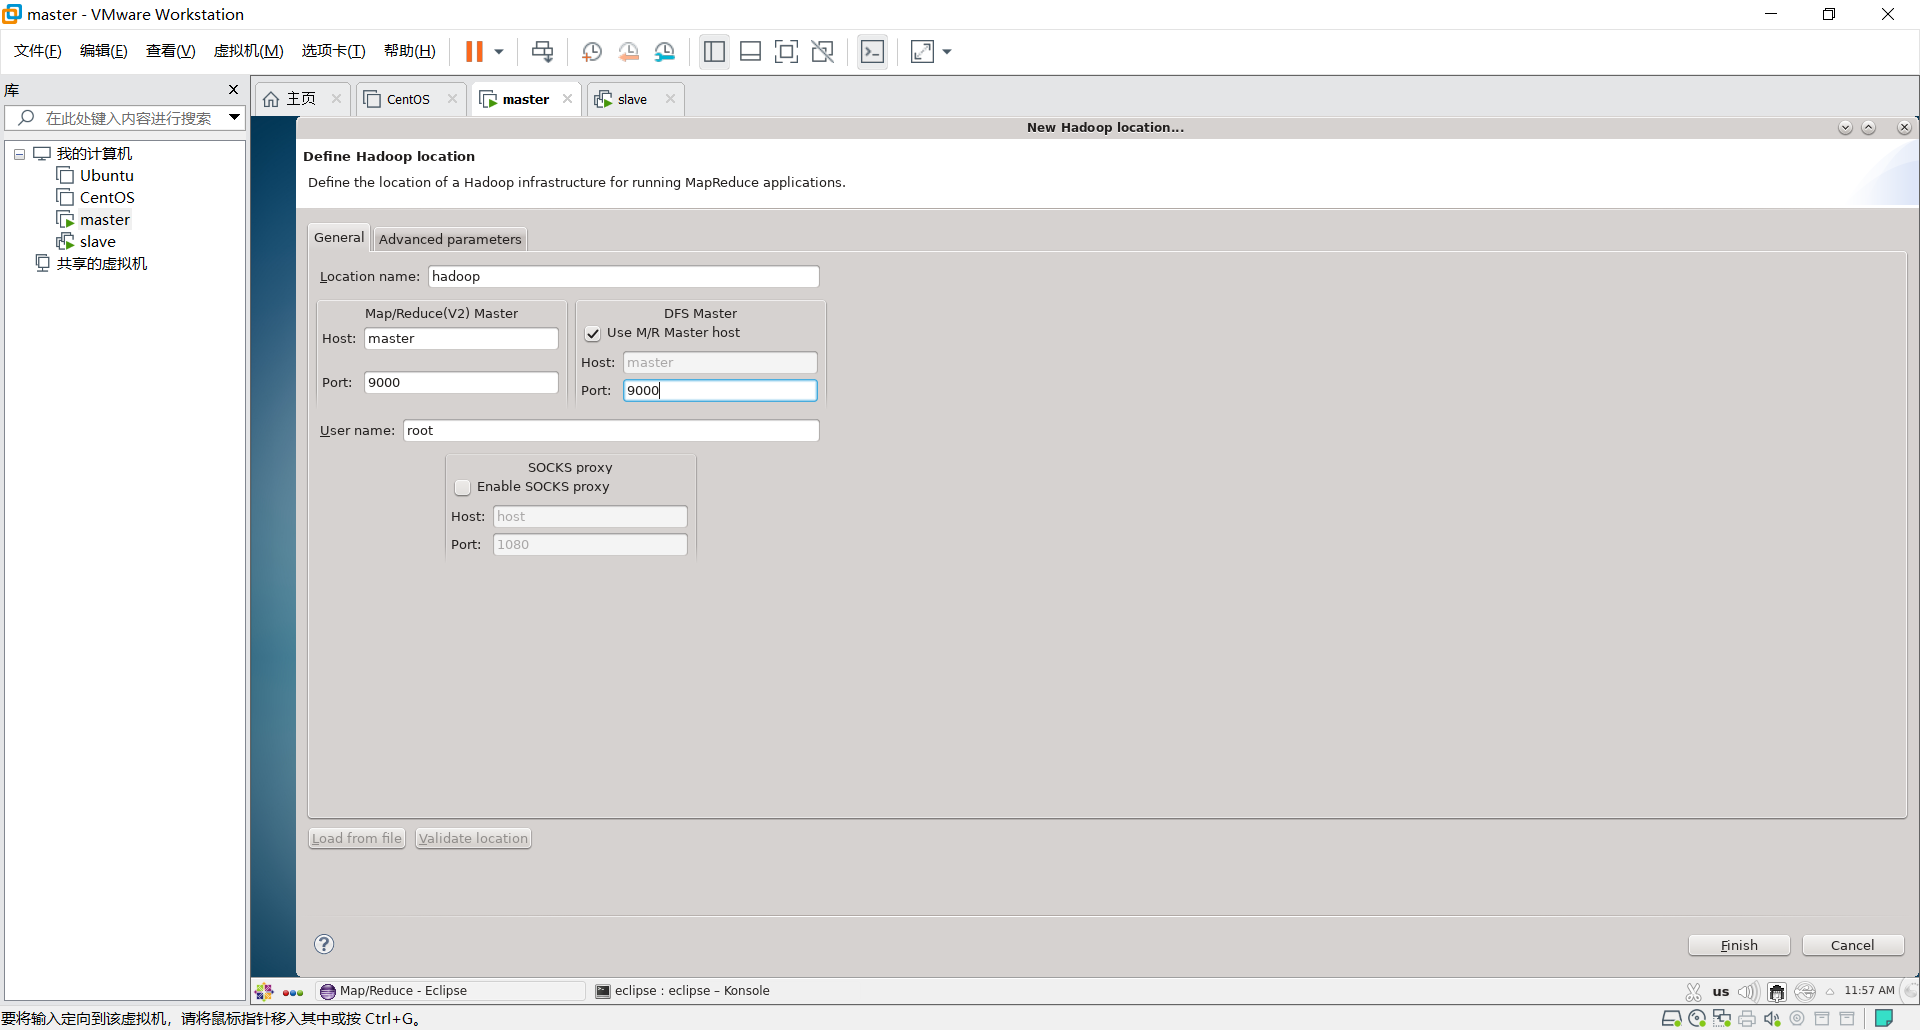 master - VMware Workstation
文件(F) 编辑(E) 查看(V) 虚拟机(M) 选项卡(T) 帮助(H)
库
主页 CentOS master slave
在此处键入内容进行搜索
我的计算机
Ubuntu
CentOS
master
slave
共享的虚拟机
New Hadoop location...
Define Hadoop location
Define the location of a Hadoop infrastructure for running MapReduce applications.
General Advanced parameters
Location name: hadoop
Map/Reduce(V2) Master
Host: master
Port: 9000
DFS Master
Use M/R Master host
Host: master
Port: 9000
User name: root
SOCKS proxy
Enable SOCKS proxy
Host: host
Port: 1080
Load from file Validate location
?
Finish Cancel
Map/Reduce - Eclipse eclipse : eclipse – Konsole us 11:57 AM
要将输入定向到该虚拟机，请将鼠标指针移入其中或按 Ctrl+G。